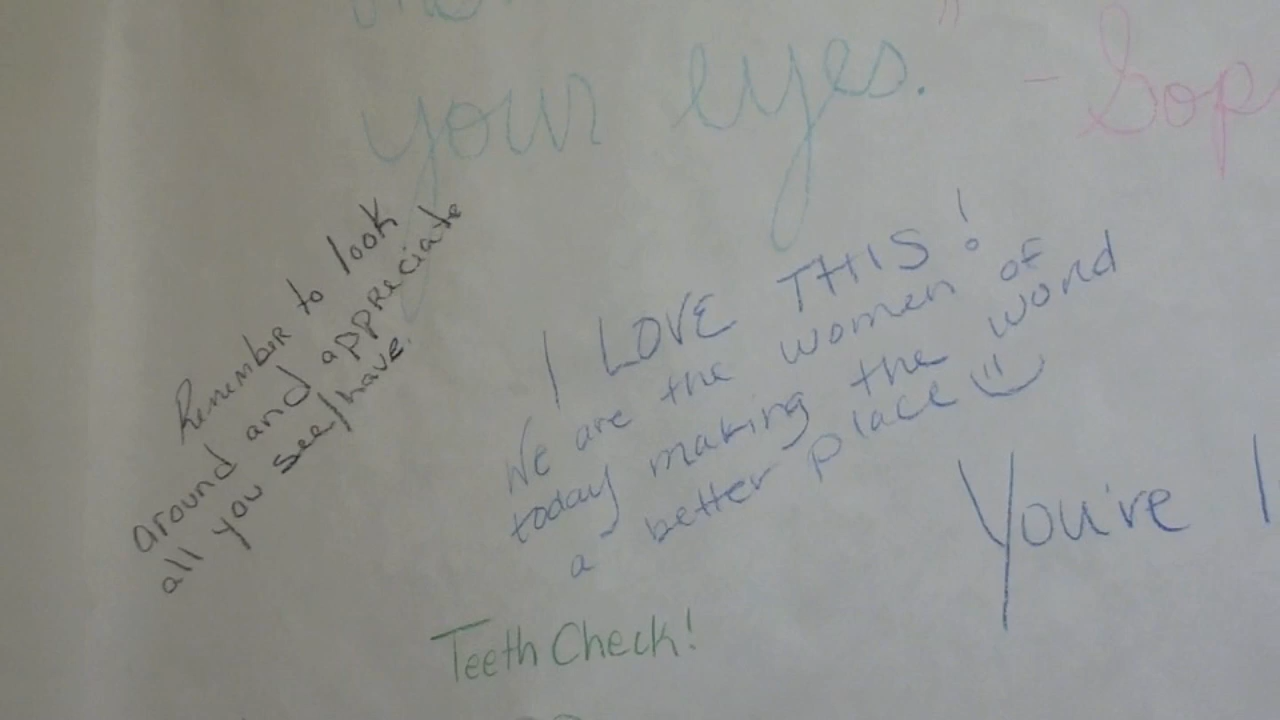 your eyes."
-
Remember to look
around and appreciate
all you see/have.
I LOVE THIS!
We are the women of
today making the world
a better place
You're
Teeth Check!